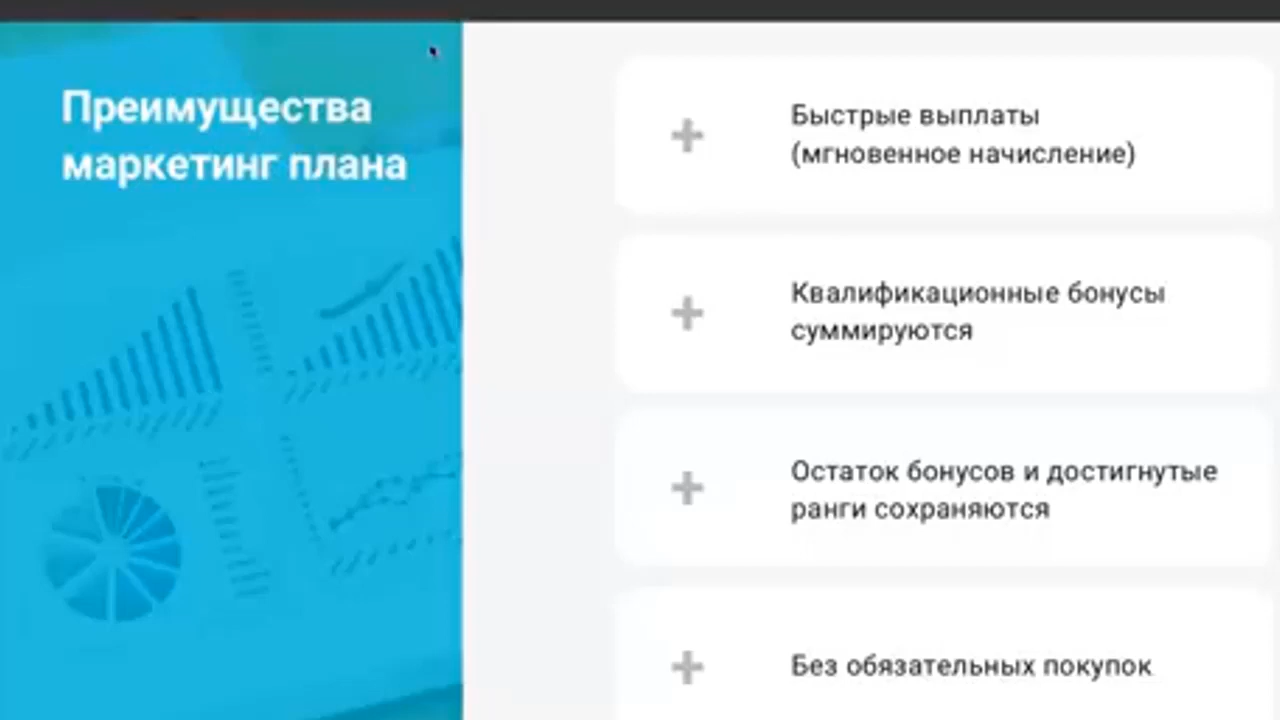 Преимущества
маркетинг плана
Быстрые выплаты
(мгновенное начисление)
Квалификационные бонусы
суммируются
Остаток бонусов и достигнутые
ранги сохраняются
Без обязательных покупок